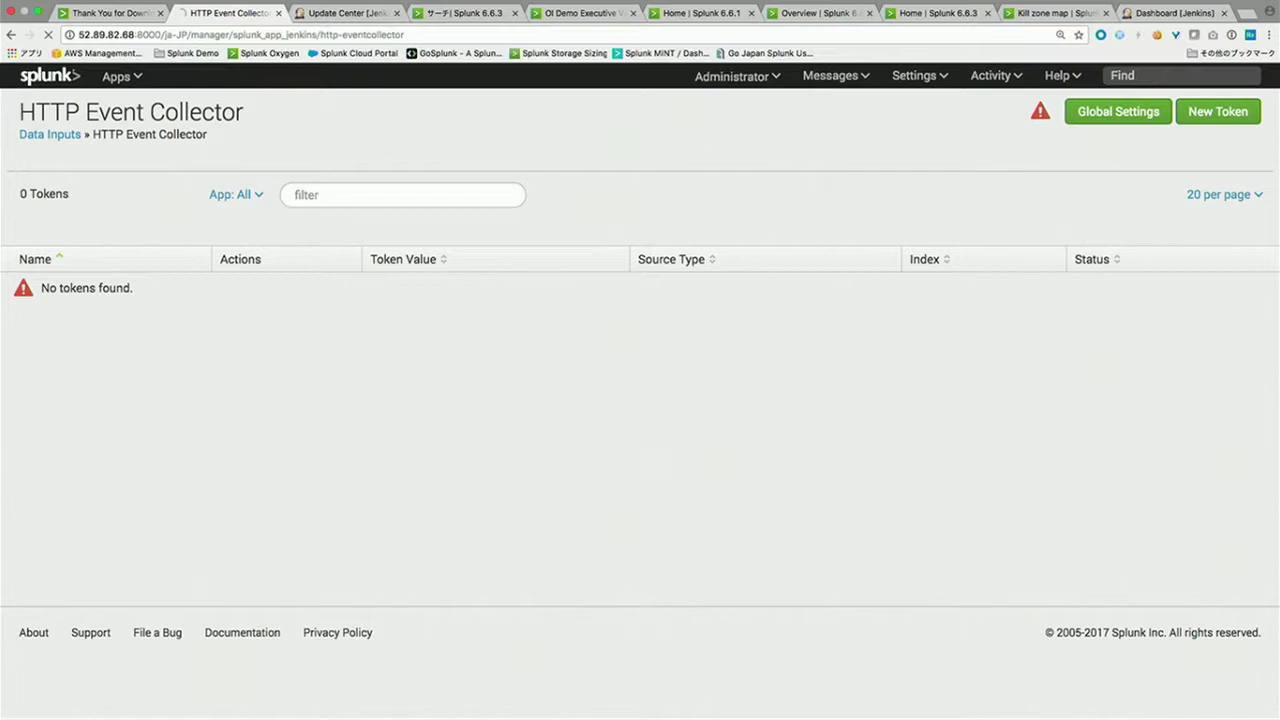 Thank You for Downlo
HTTP Event Collector
Update Center [Jenk
サーチ | Splunk 6.6.3
OI Demo Executive V
Home | Splunk 6.6.1
Overview | Splunk 6.
Home | Splunk 6.6.3
Kill zone map | Splun
Dashboard [Jenkins]
52.89.82.68:8000/ja-JP/manager/splunk_app_jenkins/http-eventcollector
アプリ
AWS Management...
Splunk Demo
Splunk Oxygen
Splunk Cloud Portal
GoSplunk - A Splun...
Splunk Storage Sizing
Splunk MINT / Dash...
Go Japan Splunk Us...
その他のブックマーク
splunk>
Apps
Administrator
Messages
Settings
Activity
Help
Find
HTTP Event Collector
Global Settings
New Token
Data Inputs » HTTP Event Collector
0 Tokens
App: All
filter
20 per page
Name
Actions
Token Value
Source Type
Index
Status
No tokens found.
About
Support
File a Bug
Documentation
Privacy Policy
© 2005-2017 Splunk Inc. All rights reserved.